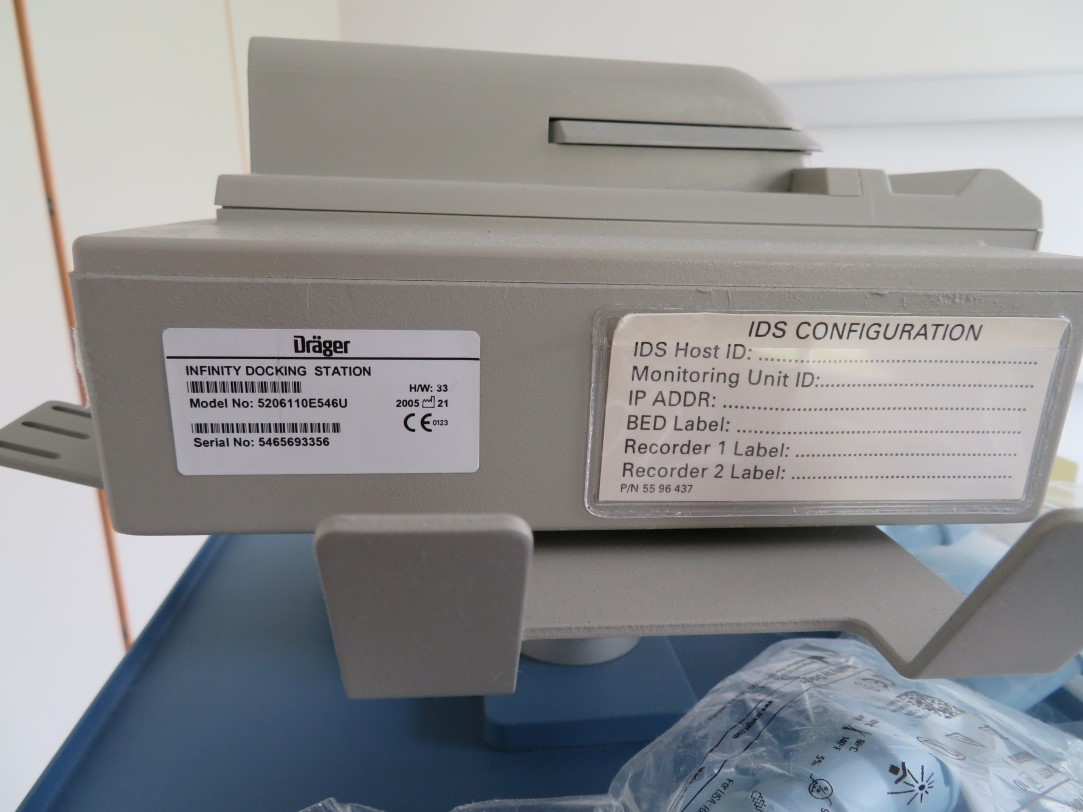 Dräger
INFINITY DOCKING STATION
H/W: 33
Model No: 5206110E546U
2005 21
CE 0123
Serial No: 5465693356
IDS CONFIGURATION
IDS Host ID: ..............................
Monitoring Unit ID:..............................
IP ADDR: ..............................
BED Label: ..............................
Recorder 1 Label: ..............................
Recorder 2 Label: ..............................
P/N 55 96 437
5%